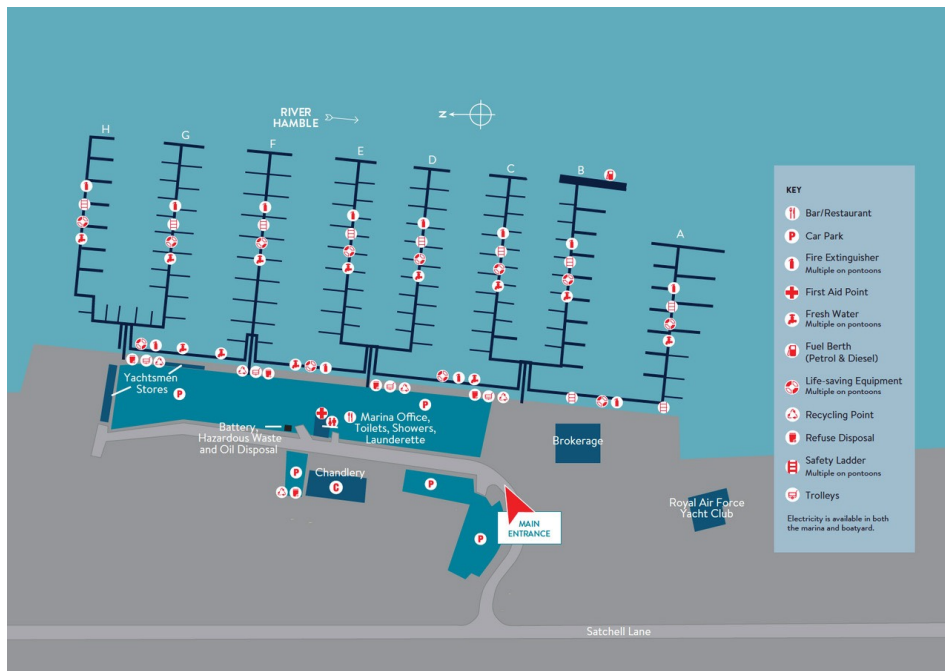 RIVER
HAMBLE
N
H
G
F
E
D
C
B
A
Yachtsmen
Stores
P
P
Battery,
Hazardous Waste
and Oil Disposal
Marina Office,
Toilets, Showers,
Launderette
Brokerage
P
Chandlery
C
P
P
MAIN
ENTRANCE
Royal Air Force
Yacht Club
Satchell Lane
KEY
Bar/Restaurant
P
Car Park
Fire Extinguisher
Multiple on pontoons
First Aid Point
Fresh Water
Multiple on pontoons
Fuel Berth
(Petrol & Diesel)
Life-saving Equipment
Multiple on pontoons
Recycling Point
Refuse Disposal
Safety Ladder
Multiple on pontoons
Trolleys
Electricity is available in both
the marina and boatyard.